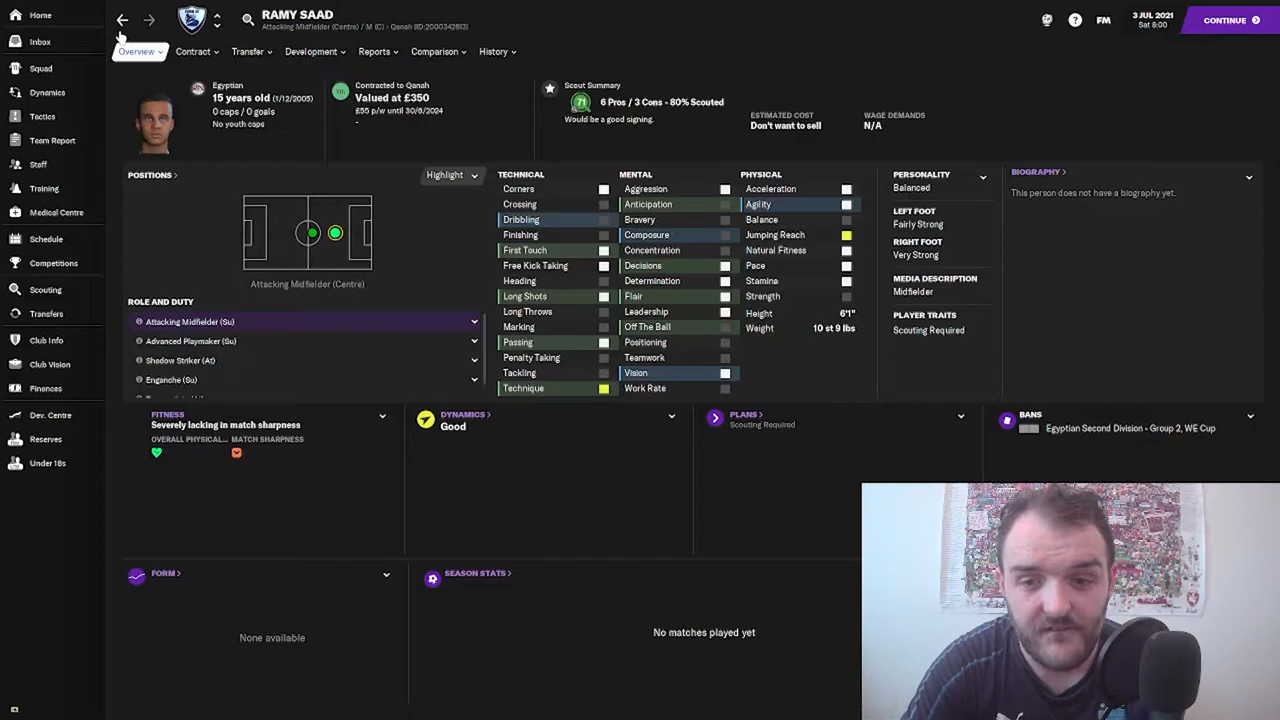 Home
Inbox
Squad
Dynamics
Tactics
Team Report
Staff
Training
Medical Centre
Schedule
Competitions
Scouting
Transfers
Club Info
Club Vision
Finances
Dev. Centre
Reserves
Under 18s
RAMY SAAD
Attacking Midfielder (Centre) / M (C) - Qanah (ID:2000342813)
FM
3 JUL 2021
Sat 8:00
CONTINUE
Overview
Contract
Transfer
Development
Reports
Comparison
History
Egyptian
15 years old (1/12/2005)
0 caps / 0 goals
No youth caps
Contracted to Qanah
Valued at £350
£55 p/w until 30/6/2024
-
Scout Summary
71
6 Pros / 3 Cons - 80% Scouted
Would be a good signing.
ESTIMATED COST
Don't want to sell
WAGE DEMANDS
N/A
POSITIONS
Highlight
Attacking Midfielder (Centre)
ROLE AND DUTY
Attacking Midfielder (Su)
Advanced Playmaker (Su)
Shadow Striker (At)
Enganche (Su)
TECHNICAL
Corners
Crossing
Dribbling
Finishing
First Touch
Free Kick Taking
Heading
Long Shots
Long Throws
Marking
Passing
Penalty Taking
Tackling
Technique
MENTAL
Aggression
Anticipation
Bravery
Composure
Concentration
Decisions
Determination
Flair
Leadership
Off The Ball
Positioning
Teamwork
Vision
Work Rate
PHYSICAL
Acceleration
Agility
Balance
Jumping Reach
Natural Fitness
Pace
Stamina
Strength
Height 6'1"
Weight 10 st 9 lbs
PERSONALITY
Balanced
LEFT FOOT
Fairly Strong
RIGHT FOOT
Very Strong
MEDIA DESCRIPTION
Midfielder
PLAYER TRAITS
Scouting Required
BIOGRAPHY
This person does not have a biography yet.
FITNESS
Severely lacking in match sharpness
OVERALL PHYSICAL... MATCH SHARPNESS
DYNAMICS
Good
PLANS
Scouting Required
BANS
Egyptian Second Division - Group 2, WE Cup
FORM
None available
SEASON STATS
No matches played yet